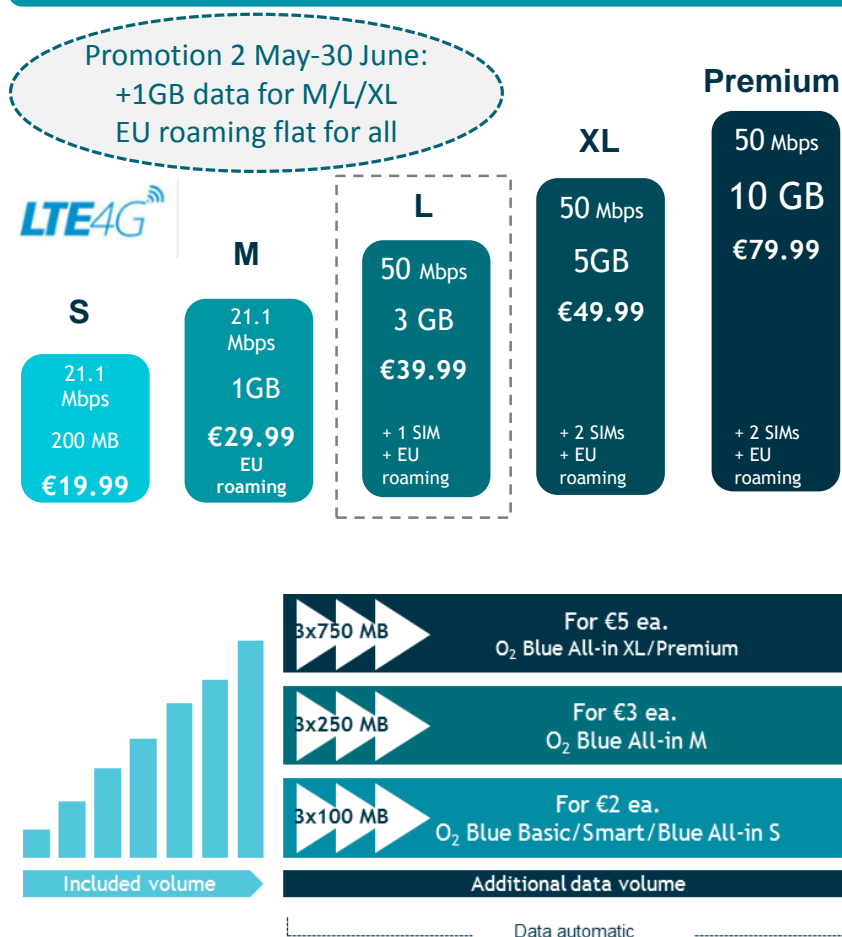 Promotion 2 May-30 June:
+1GB data for M/L/XL
EU roaming flat for all
LTE4G
S
21.1
Mbps
200 MB
€19.99
M
21.1
Mbps
1GB
€29.99
EU
roaming
L
50 Mbps
3 GB
€39.99
+ 1 SIM
+ EU
roaming
XL
50 Mbps
5GB
€49.99
+ 2 SIMs
+ EU
roaming
Premium
50 Mbps
10 GB
€79.99
+ 2 SIMs
+ EU
roaming
3x750 MB
For €5 ea.
O₂ Blue All-in XL/Premium
3x250 MB
For €3 ea.
O₂ Blue All-in M
3x100 MB
For €2 ea.
O₂ Blue Basic/Smart/Blue All-in S
Included volume
Additional data volume
Data automatic